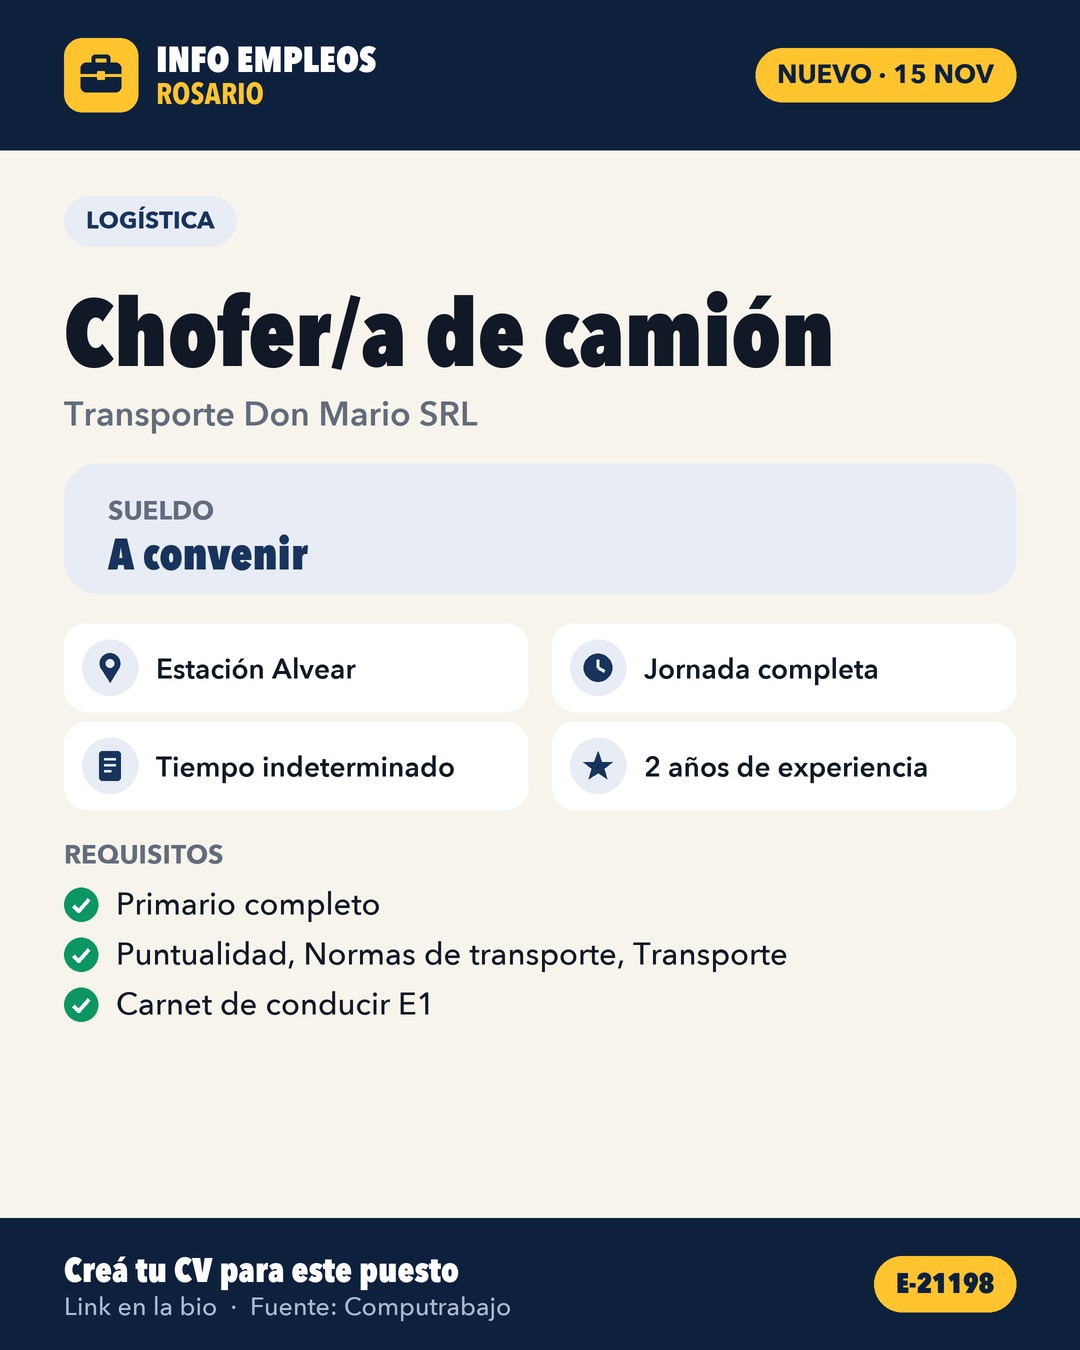 INFO EMPLEOS
ROSARIO
NUEVO · 15 NOV
LOGÍSTICA
Chofer/a de camión
Transporte Don Mario SRL
SUELDO
A convenir
Estación Alvear
Jornada completa
Tiempo indeterminado
2 años de experiencia
REQUISITOS
Primario completo
Puntualidad, Normas de transporte, Transporte
Carnet de conducir E1
Creá tu CV para este puesto
Link en la bio · Fuente: Computrabajo
E-21198